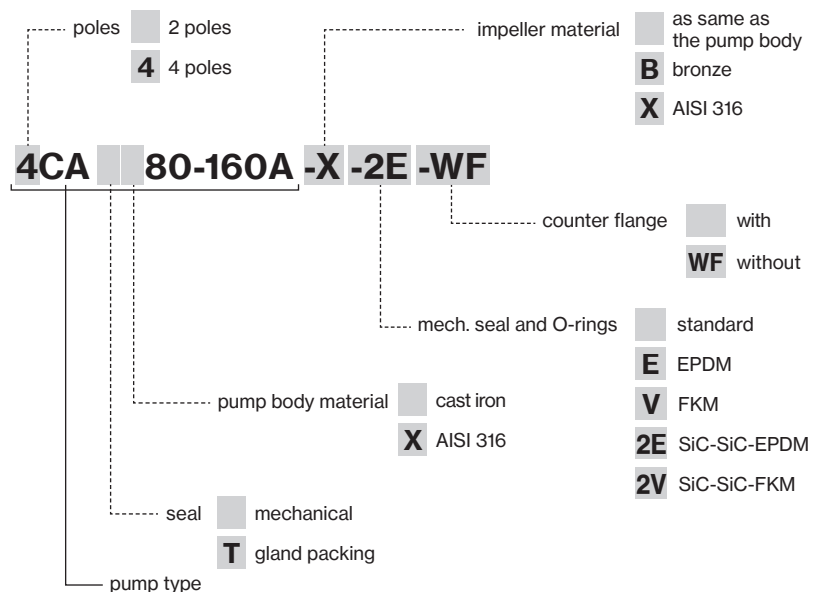 poles 2 poles
4 4 poles
impeller material as same as
the pump body
B bronze
X AISI 316
4CA 80-160A -X -2E -WF
counter flange with
WF without
mech. seal and O-rings standard
E EPDM
V FKM
2E SiC-SiC-EPDM
2V SiC-SiC-FKM
pump body material cast iron
X AISI 316
seal mechanical
T gland packing
pump type